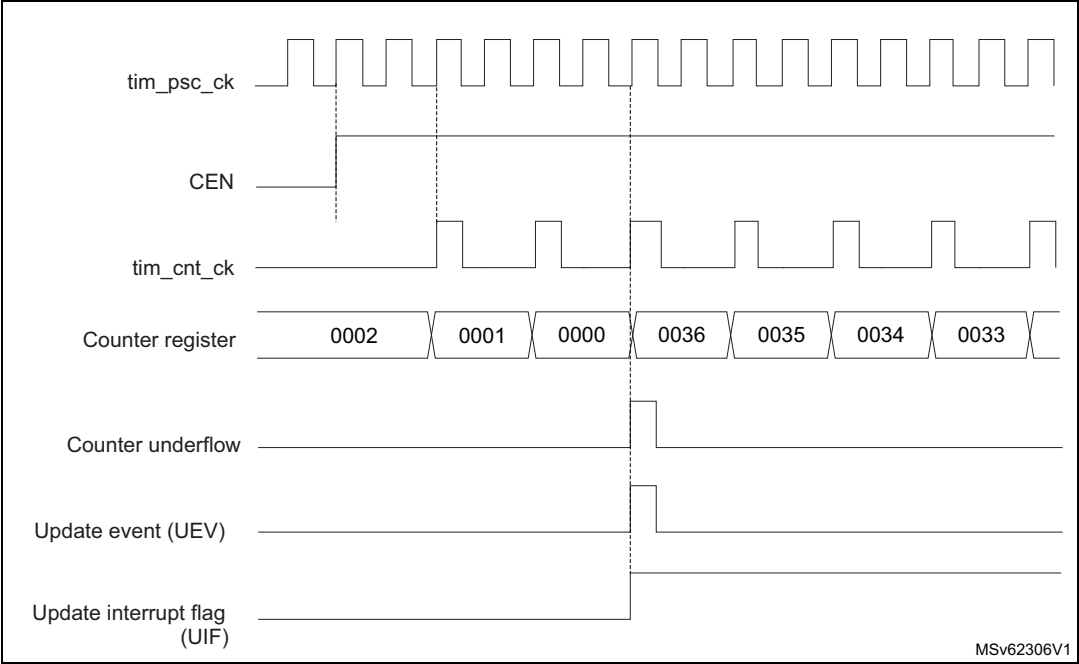 tim_psc_ck
CEN
tim_cnt_ck
Counter register
0002
0001
0000
0036
0035
0034
0033
Counter underflow
Update event (UEV)
Update interrupt flag
(UIF)
MSv62306V1